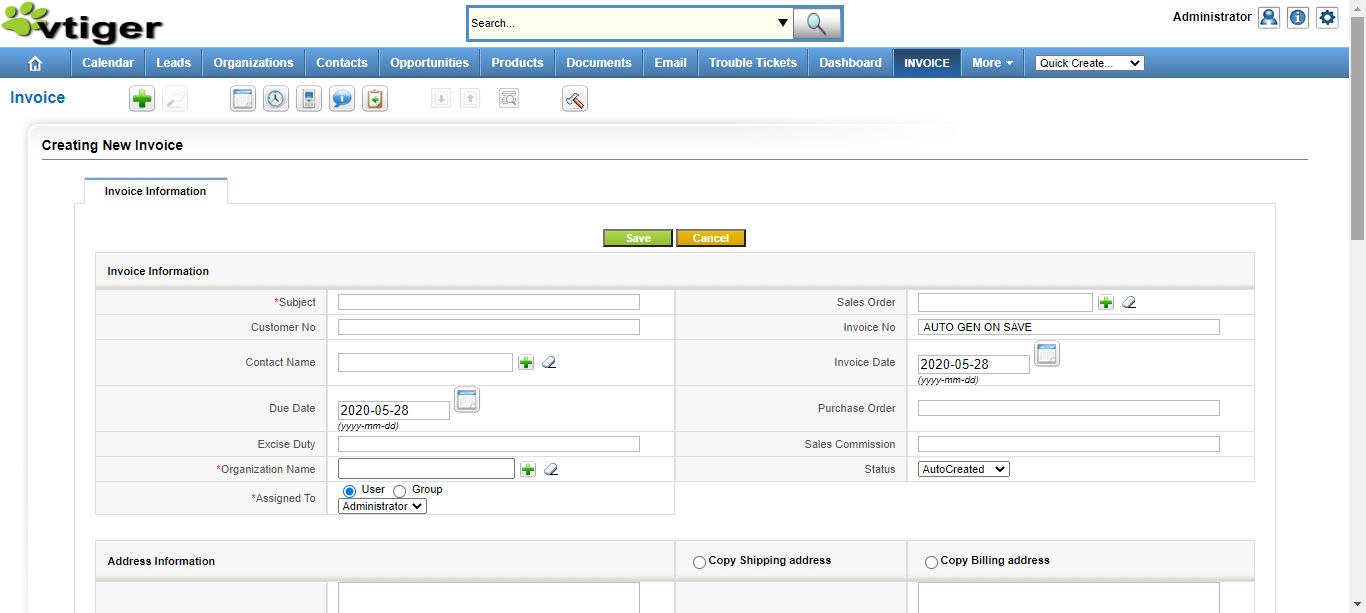 vtiger
Search...
Administrator
Calendar Leads Organizations Contacts Opportunities Products Documents Email Trouble Tickets Dashboard INVOICE More Quick Create...
Invoice
Creating New Invoice
Invoice Information
Save Cancel
Invoice Information
*Subject Sales Order
Customer No Invoice No AUTO GEN ON SAVE
Contact Name Invoice Date 2020-05-28
(yyyy-mm-dd)
Due Date 2020-05-28 Purchase Order
(yyyy-mm-dd)
Excise Duty Sales Commission
*Organization Name Status AutoCreated
*Assigned To User Group
Administrator
Address Information Copy Shipping address Copy Billing address